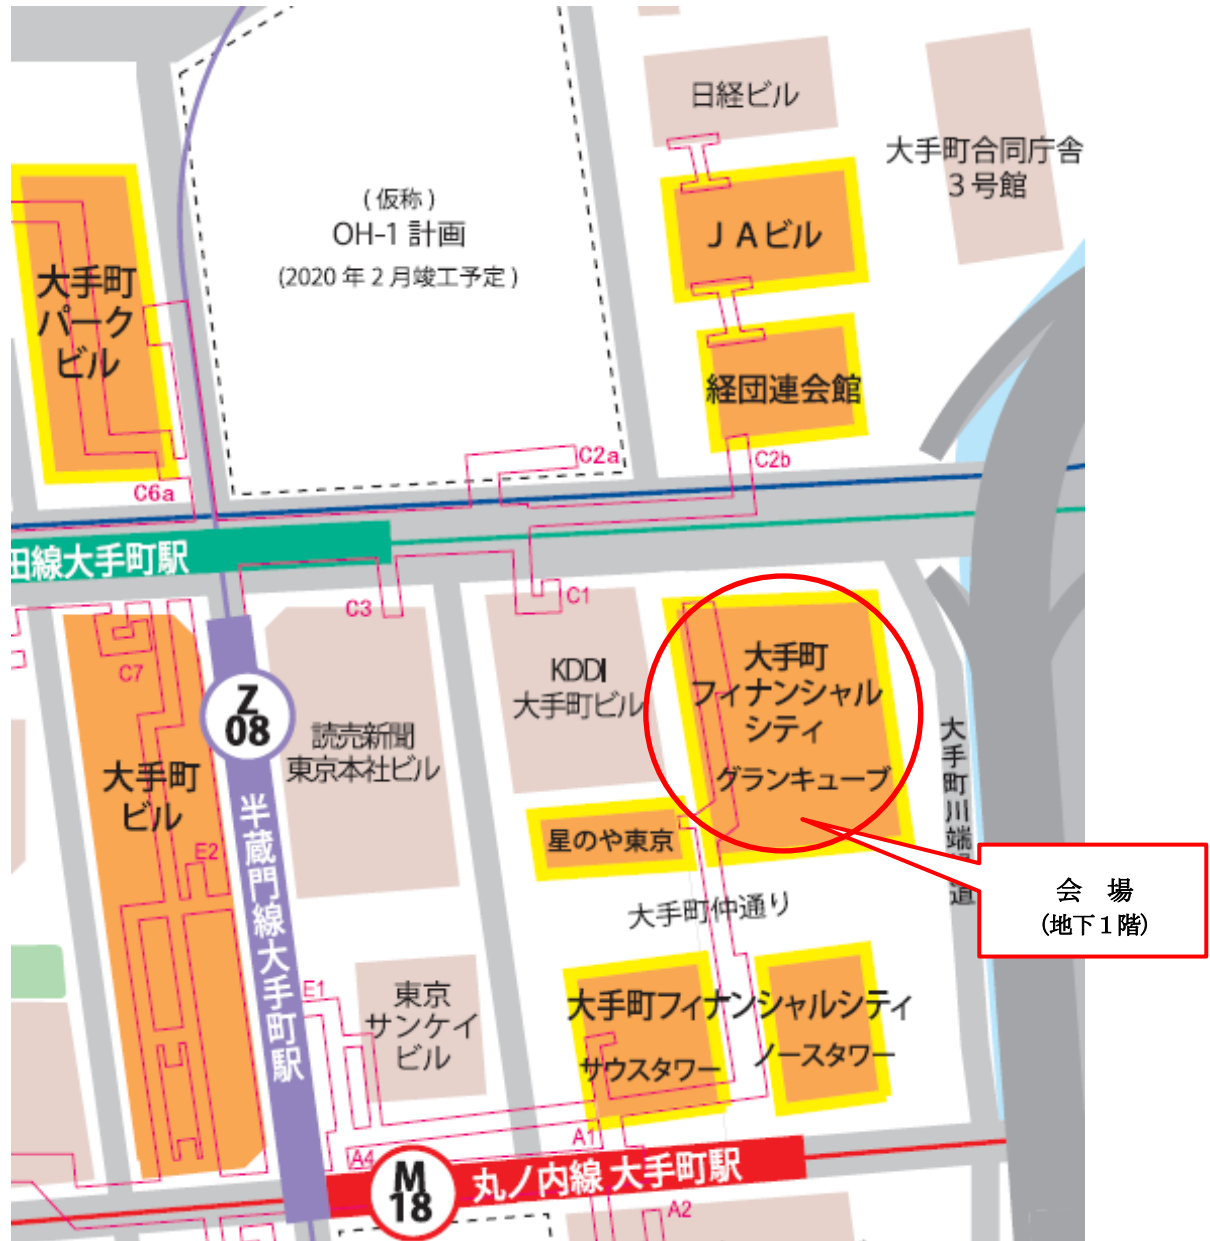 日経ビル
大手町合同庁舎
３号館
(仮称)
OH-1 計画
(2020 年 2 月竣工予定)
ＪＡビル
大手町
パーク
ビル
経団連会館
C2a
C2b
C6a
田線大手町駅
C3
C1
C7
KDDI
大手町ビル
大手町
フィナンシャル
シティ
グランキューブ
Z
08
読売新聞
東京本社ビル
大手町
ビル
星のや東京
E2
半蔵門線大手町駅
大手町川端
道
会　場
(地下１階)
大手町仲通り
E1
東京
サンケイ
ビル
大手町フィナンシャルシティ
サウスタワー
ノースタワー
A1
A4
M
18
丸ノ内線 大手町駅
A2